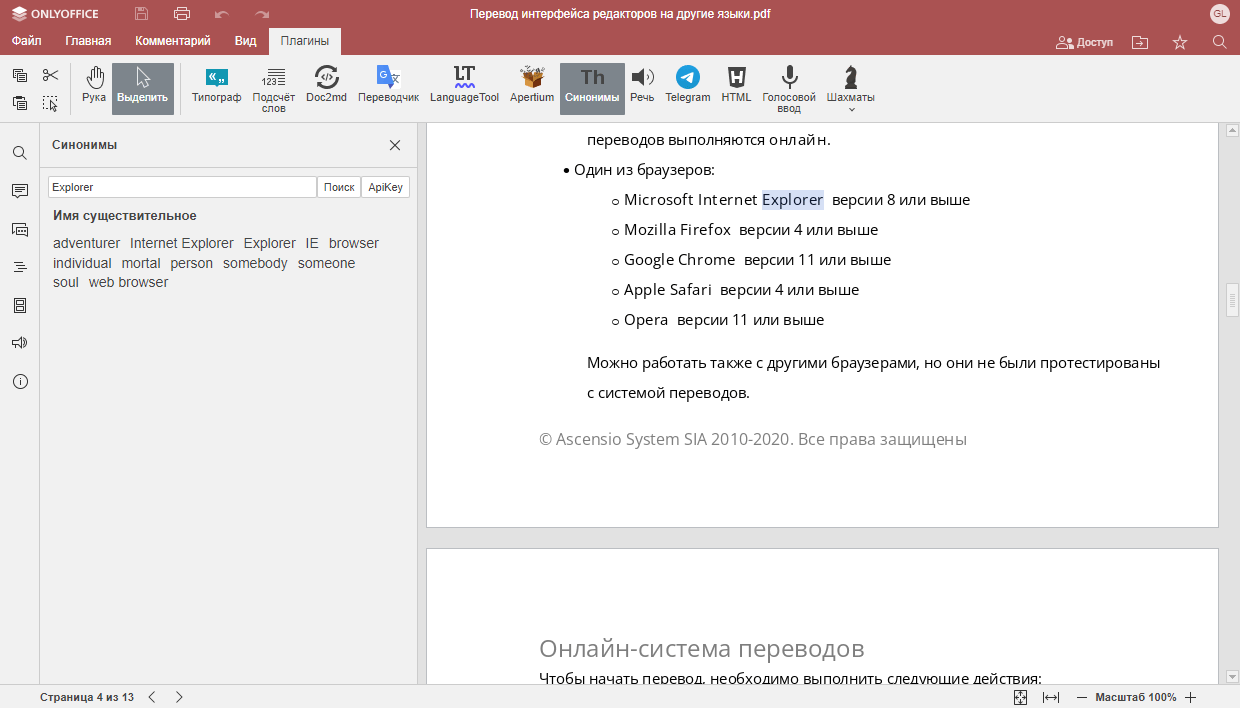 ONLYOFFICE
Перевод интерфейса редакторов на другие языки.pdf
GL
Файл Главная Комментарий Вид Плагины
Доступ
Рука Выделить Типограф Подсчёт слов Doc2md Переводчик LanguageTool Apertium Синонимы Речь Telegram HTML Голосовой ввод Шахматы
Синонимы
Explorer Поиск ApiKey
Имя существительное
adventurer Internet Explorer Explorer IE browser
individual mortal person somebody someone
soul web browser
переводов выполняются онлайн.
• Один из браузеров:
o Microsoft Internet Explorer версии 8 или выше
o Mozilla Firefox версии 4 или выше
o Google Chrome версии 11 или выше
o Apple Safari версии 4 или выше
o Opera версии 11 или выше
Можно работать также с другими браузерами, но они не были протестированы
с системой переводов.
© Ascensio System SIA 2010-2020. Все права защищены
Онлайн-система переводов
Чтобы начать перевод, необходимо выполнить следующие действия:
Страница 4 из 13
Масштаб 100%